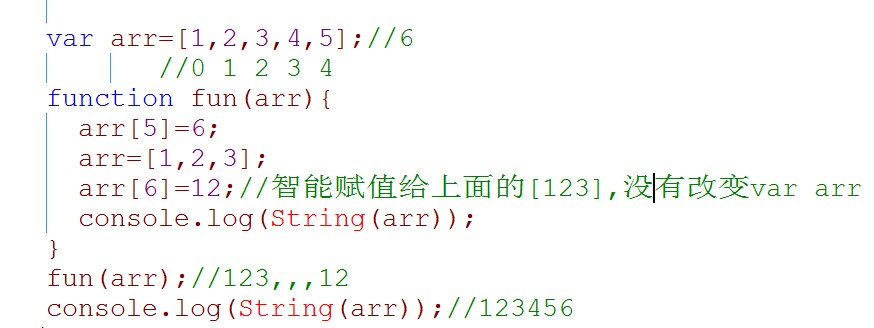 var arr=[1,2,3,4,5];//6
//0 1 2 3 4
function fun(arr){
arr[5]=6;
arr=[1,2,3];
arr[6]=12;//智能赋值给上面的[123],没有改变var arr
console.log(String(arr));
}
fun(arr);//123,,,12
console.log(String(arr));//123456